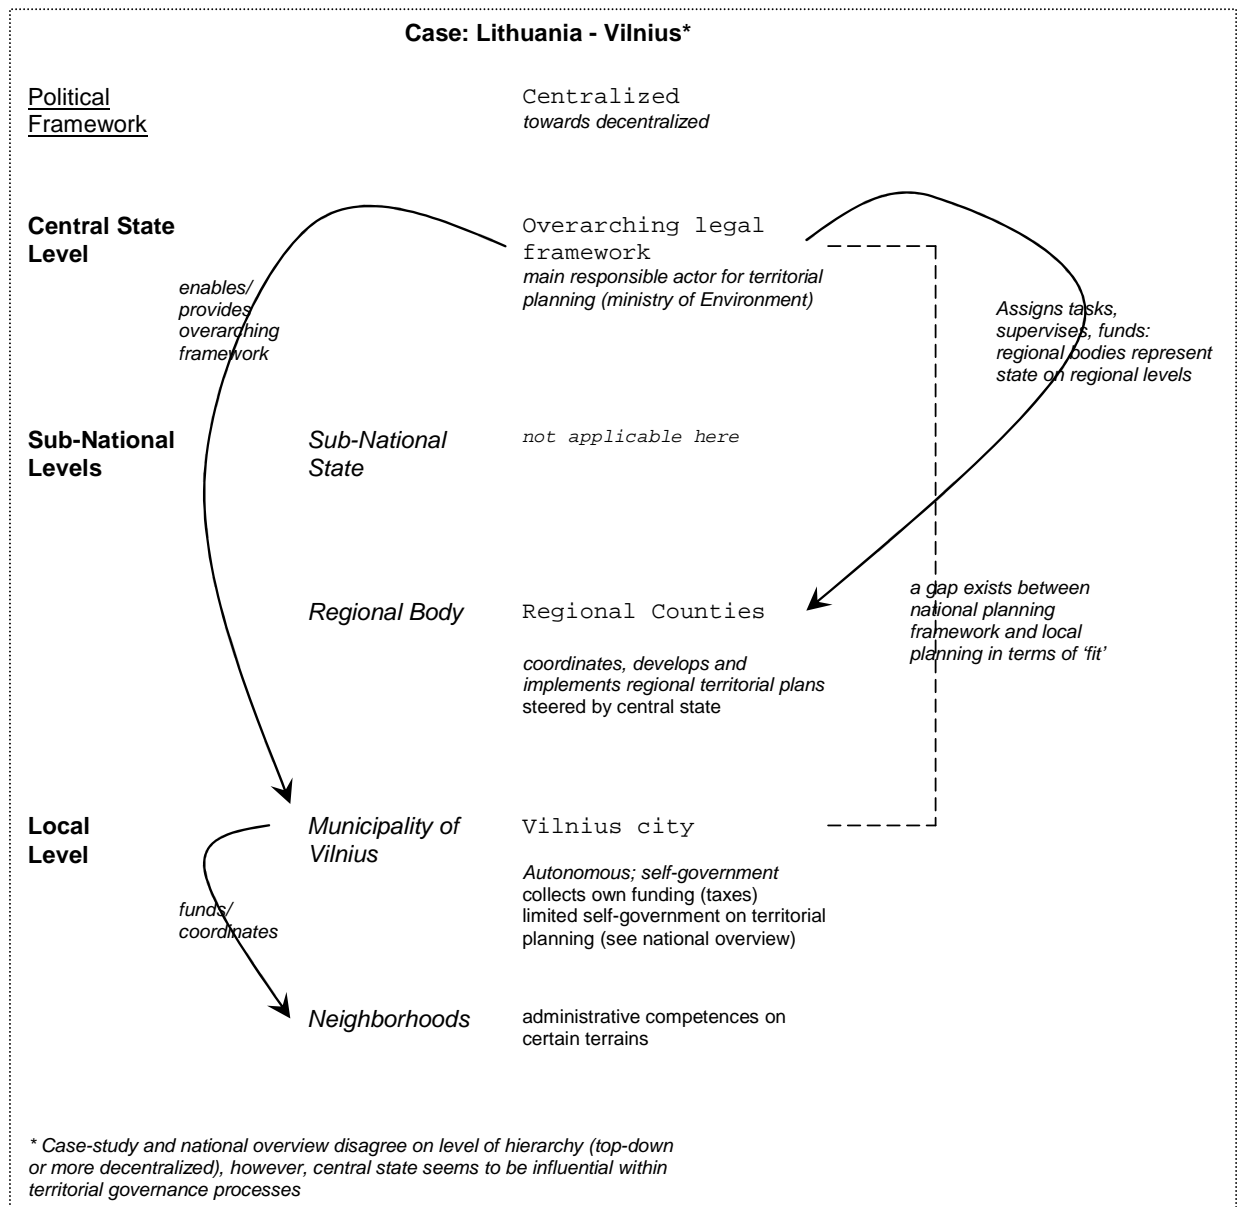 Case: Lithuania - Vilnius*
Political
Framework
Centralized
towards decentralized
Central State
Level
Overarching legal
framework
main responsible actor for territorial
planning (ministry of Environment)
enables/
provides
overarching
framework
Assigns tasks,
supervises, funds:
regional bodies represent
state on regional levels
Sub-National
Levels
Sub-National
State
not applicable here
Regional Body
Regional Counties
coordinates, develops and
implements regional territorial plans
steered by central state
a gap exists between
national planning
framework and local
planning in terms of ‘fit’
Local
Level
Municipality of
Vilnius
Vilnius city
Autonomous; self-government
collects own funding (taxes)
limited self-government on territorial
planning (see national overview)
funds/
coordinates
Neighborhoods
administrative competences on
certain terrains
* Case-study and national overview disagree on level of hierarchy (top-down
or more decentralized), however, central state seems to be influential within
territorial governance processes